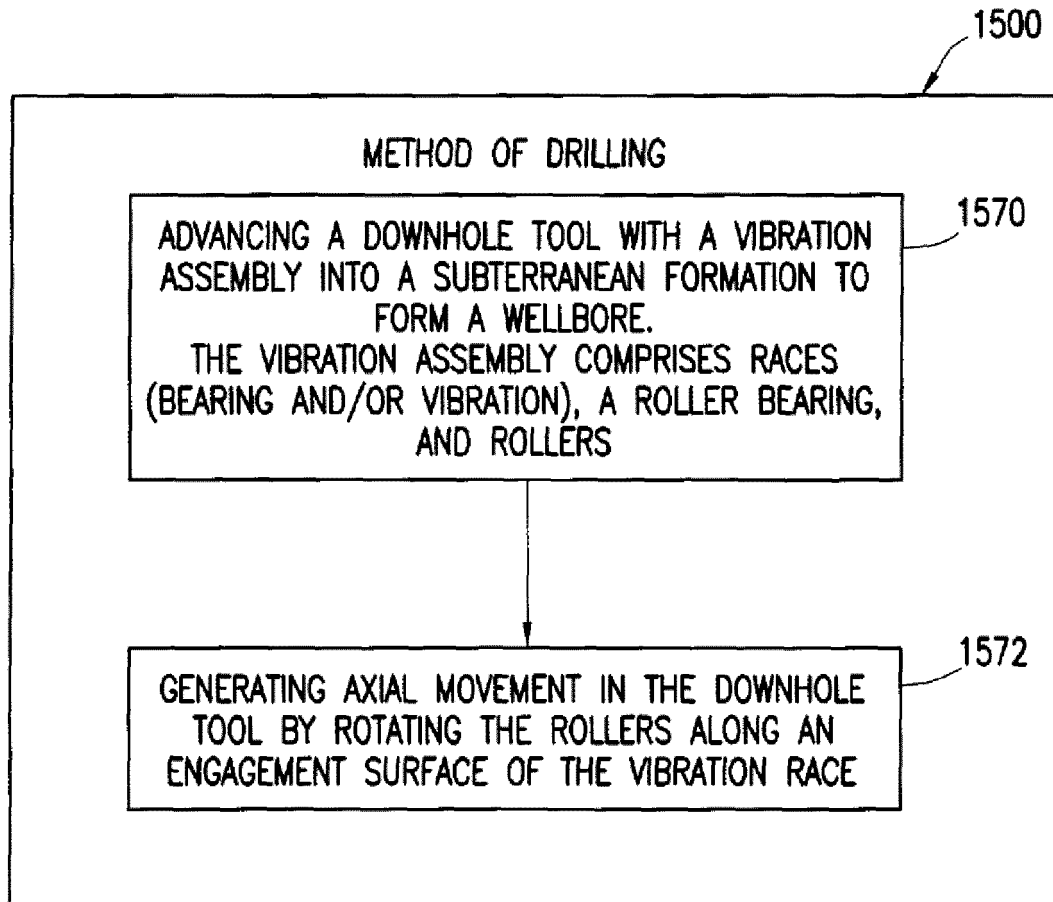 1500
METHOD OF DRILLING
1570
ADVANCING A DOWNHOLE TOOL WITH A VIBRATION
ASSEMBLY INTO A SUBTERRANEAN FORMATION TO
FORM A WELLBORE.
THE VIBRATION ASSEMBLY COMPRISES RACES
(BEARING AND/OR VIBRATION), A ROLLER BEARING,
AND ROLLERS
1572
GENERATING AXIAL MOVEMENT IN THE DOWNHOLE
TOOL BY ROTATING THE ROLLERS ALONG AN
ENGAGEMENT SURFACE OF THE VIBRATION RACE